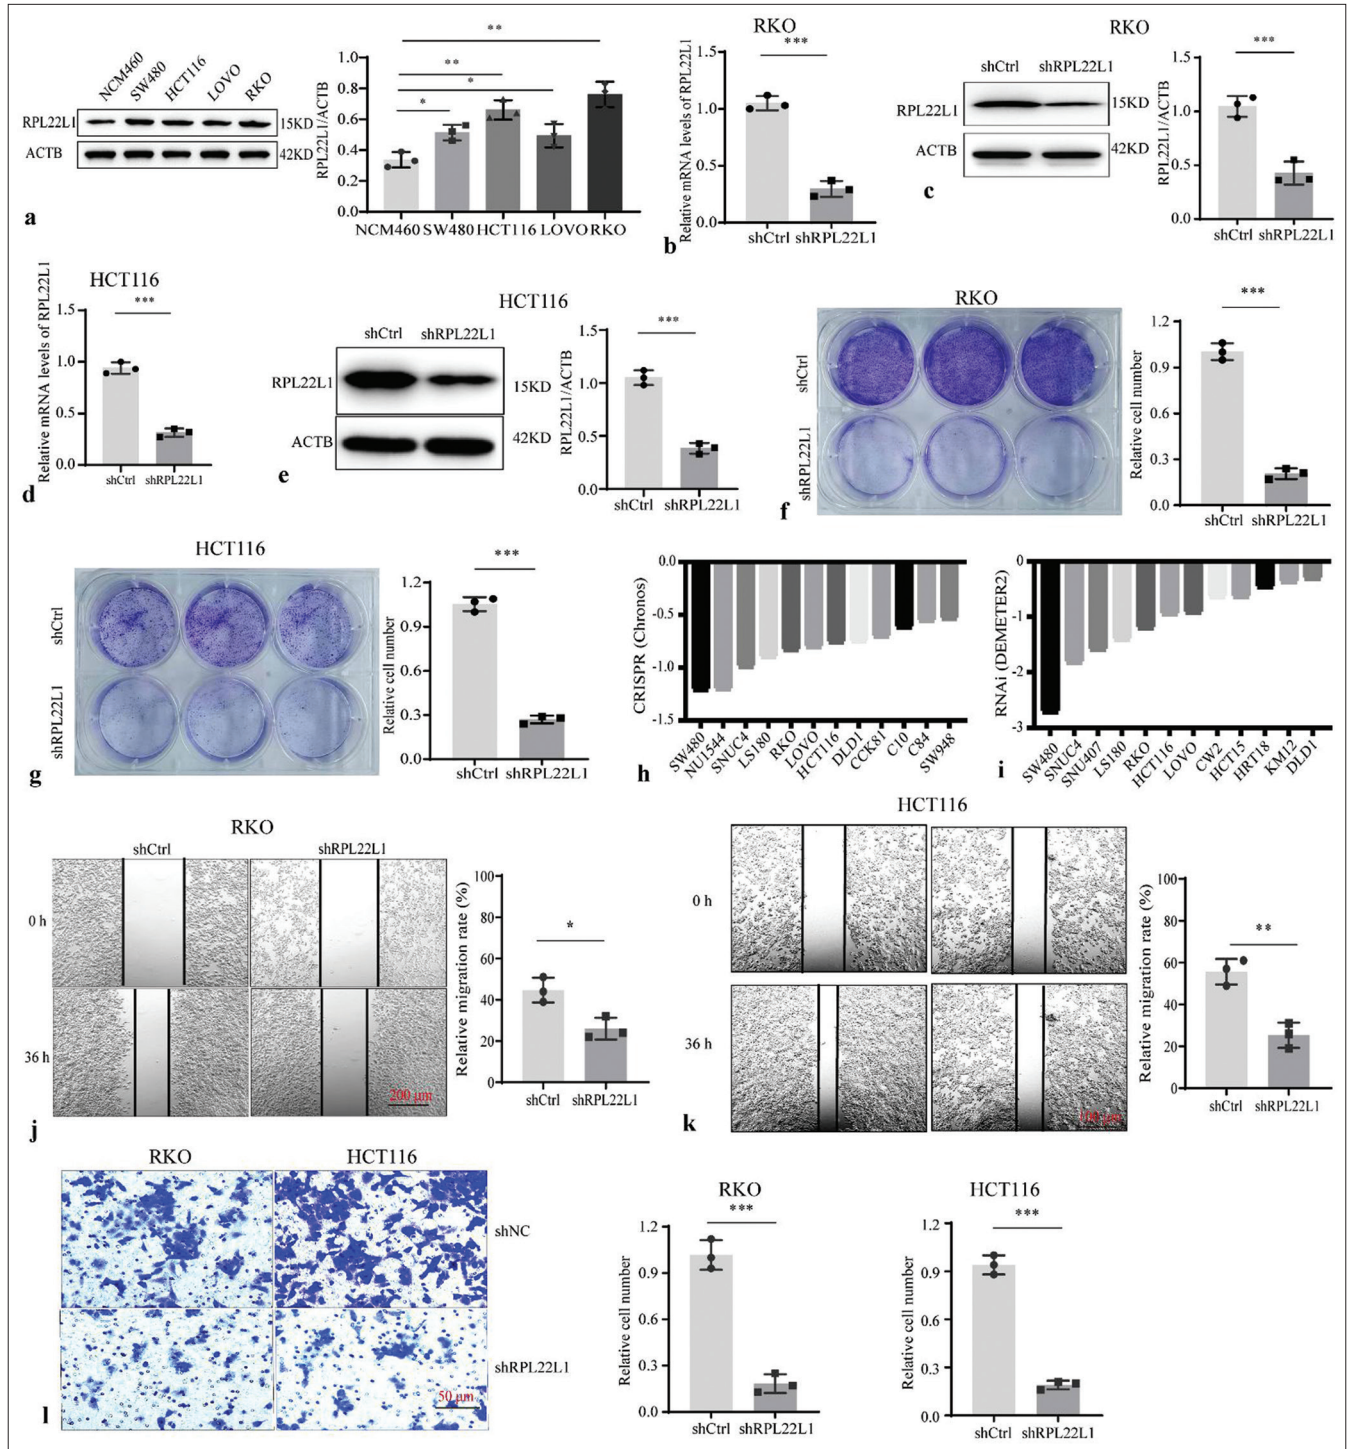 NCM460 SW480 HCT116 LOVO RKO
RPL22L1 15KD
ACTB 42KD
a
RPL22L1/ACTB
1.0
0.8
0.6
0.4
0.2
0.0
**
**
*
*
NCM460 SW480 HCT116 LOVO RKO
RKO
***
Relative mRNA levels of RPL22L1
1.5
1.0
0.5
0.0
shCtrl shRPL22L1
b
RKO
shCtrl shRPL22L1
RPL22L1 15KD
ACTB 42KD
c
***
RPL22L1/ACTB
1.5
1.0
0.5
0.0
shCtrl shRPL22L1
HCT116
***
Relative mRNA levels of RPL22L1
1.5
1.0
0.5
0.0
shCtrl shRPL22L1
d
HCT116
shCtrl shRPL22L1
RPL22L1 15KD
ACTB 42KD
e
***
RPL22L1/ACTB
1.5
1.0
0.5
0.0
shCtrl shRPL22L1
RKO
shCtrl
shRPL22L1
f
***
Relative cell number
1.2
0.9
0.6
0.3
0.0
shCtrl shRPL22L1
HCT116
shCtrl
shRPL22L1
g
***
Relative cell number
1.2
0.9
0.6
0.3
0.0
shCtrl shRPL22L1
CRISPR (Chronos)
0.0
-0.5
-1.0
-1.5
SW480 NU1544 SNUC4 LS180 RKO LOVO HCT116 DLD1 CCK81 C10 C84 SW948
h
RNAi (DEMETER2)
0
-1
-2
-3
SW480 SNUC4 SNU407 LS180 RKO HCT116 LOVO CW2 HCT15 HRT18 KM12 DLD1
i
RKO
shCtrl shRPL22L1
0 h
36 h
200 μm
j
*
Relative migration rate (%)
100
80
60
40
20
0
shCtrl shRPL22L1
HCT116
0 h
36 h
100 μm
k
**
Relative migration rate (%)
100
80
60
40
20
0
shCtrl shRPL22L1
RKO HCT116
shNC
shRPL22L1
50 μm
l
RKO
***
Relative cell number
1.2
0.9
0.6
0.3
0.0
shCtrl shRPL22L1
HCT116
***
Relative cell number
1.2
0.9
0.6
0.3
0.0
shCtrl shRPL22L1